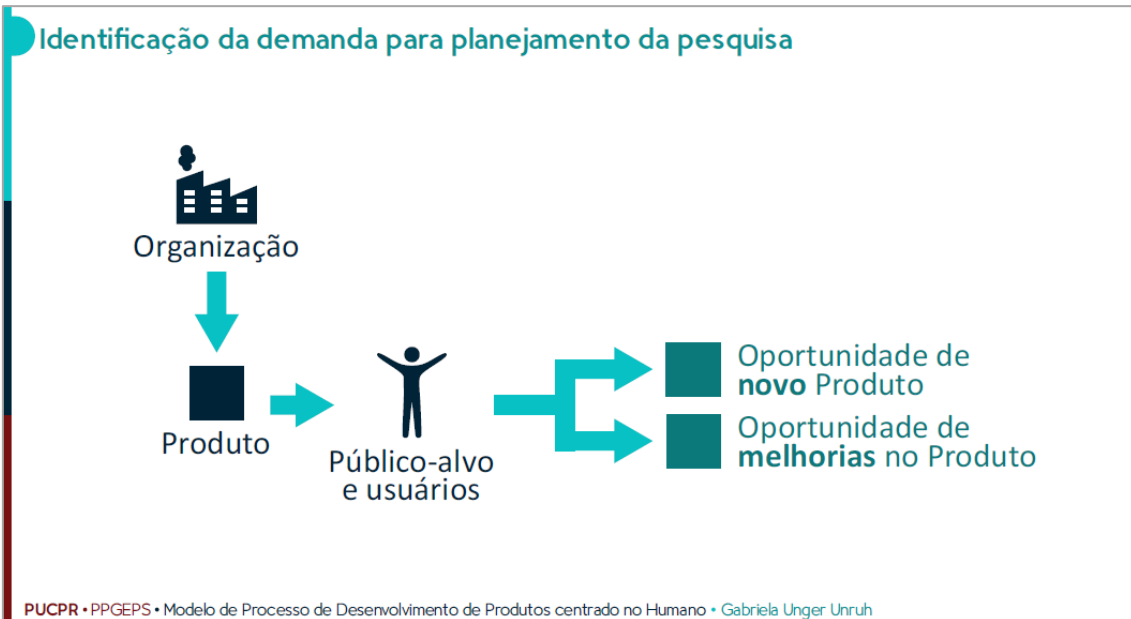 Identificação da demanda para planejamento da pesquisa
Organização
Produto
Público-alvo
e usuários
Oportunidade de
novo Produto
Oportunidade de
melhorias no Produto
PUCPR • PPGEPS • Modelo de Processo de Desenvolvimento de Produtos centrado no Humano • Gabriela Unger Unruh